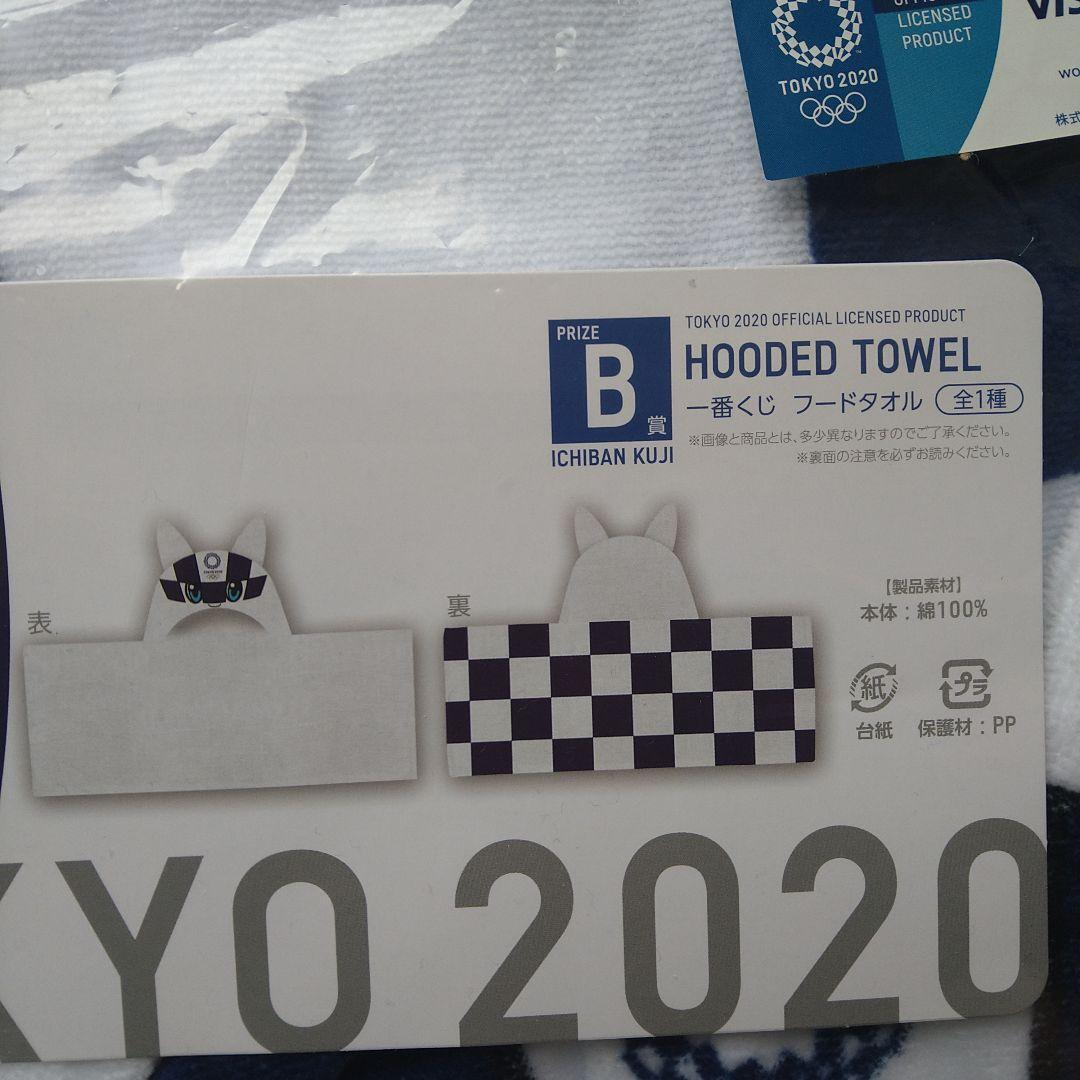 LICENSED
PRODUCT
TOKYO 2020
株式
PRIZE
B
賞
ICHIBAN KUJI
TOKYO 2020 OFFICIAL LICENSED PRODUCT
HOODED TOWEL
一番くじ フードタオル 全1種
※画像と商品とは、多少異なりますのでご了承ください。
※裏面の注意を必ずお読みください。
表
裏
【製品素材】
本体:綿100%
紙
台紙
プラ
保護材:PP
KYO 2020